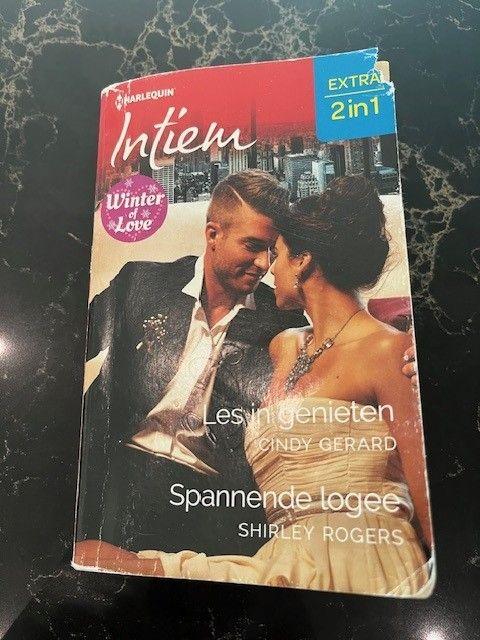 HARLEQUIN
Intiem
EXTRA
2in1
Winter
of
Love
Les in genieten
CINDY GERARD
Spannende logee
SHIRLEY ROGERS